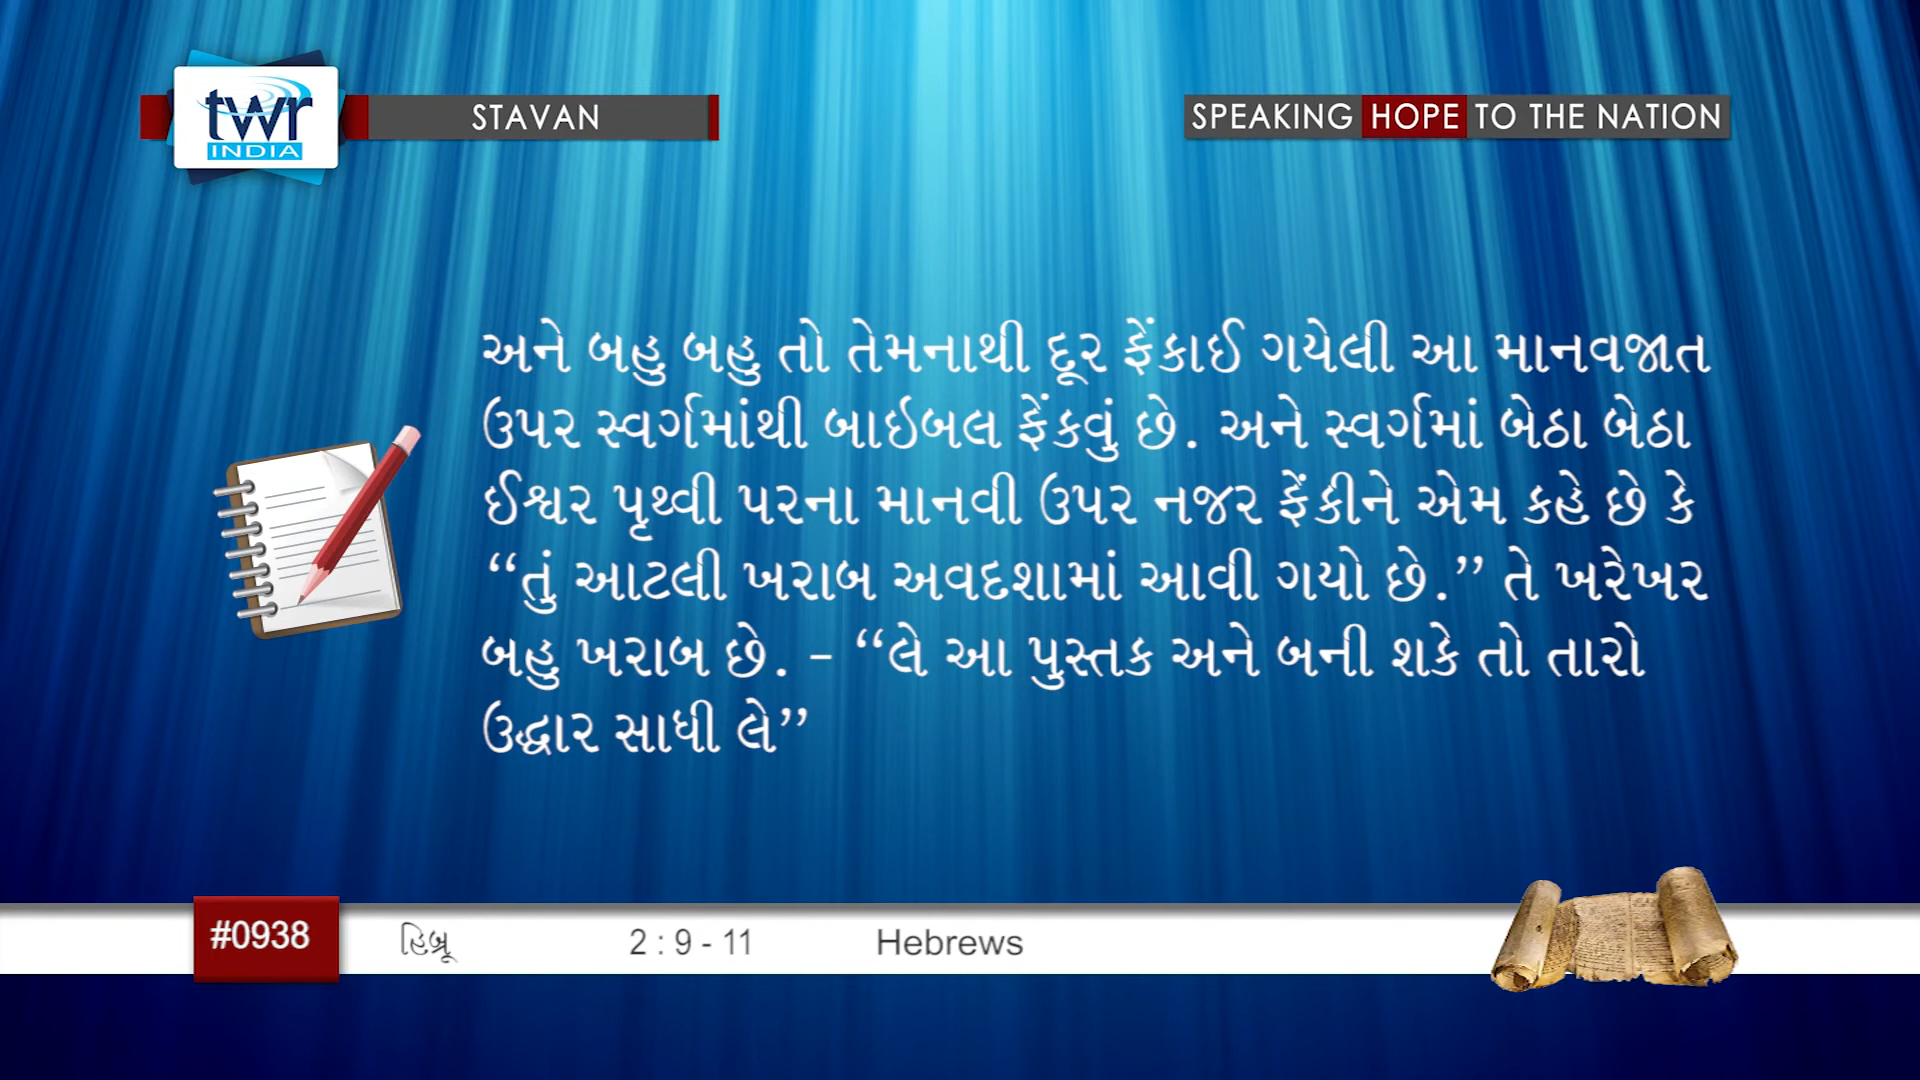 twr
INDIA
STAVAN
SPEAKING HOPE TO THE NATION
અને બહુ બહુ તો તેમનાથી દૂર ફેંકાઈ ગયેલી આ માનવજાત
ઉપર સ્વર્ગમાંથી બાઇબલ ફેંકવું છે. અને સ્વર્ગમાં બેઠા બેઠા
ઈશ્વર પૃથ્વી પરના માનવી ઉપર નજર ફેંકીને એમ કહે છે કે
“તું આટલી ખરાબ અવદશામાં આવી ગયો છે.” તે ખરેખર
બહુ ખરાબ છે. – “લે આ પુસ્તક અને બની શકે તો તારો
ઉદ્ધાર સાધી લે”
#0938 હિબ્રૂ 2 : 9 - 11 Hebrews